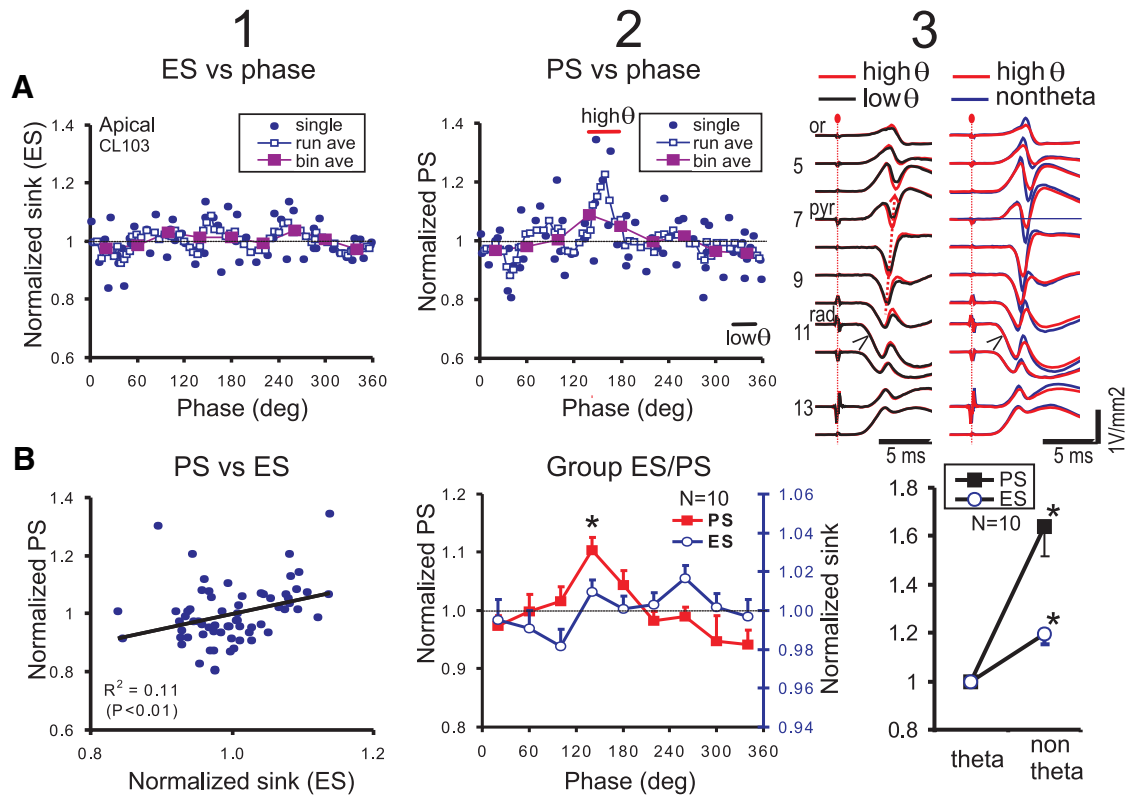 1
2
3
ES vs phase
PS vs phase
A
Apical
CL103
single
run ave
bin ave
Normalized sink (ES)
1.4
1.2
1
0.8
0.6
0
60
120
180
240
300
360
Phase (deg)
highθ
single
run ave
bin ave
Normalized PS
1.4
1.2
1
0.8
0.6
lowθ
0
60
120
180
240
300
360
Phase (deg)
high θ
low θ
high θ
nontheta
or
5
pyr
7
9
rad
11
13
5 ms
5 ms
1V/mm2
B
PS vs ES
Normalized PS
1.4
1.2
1.0
0.8
0.6
R2 = 0.11
(P<0.01)
0.8
1.0
1.2
Normalized sink (ES)
Group ES/PS
N=10
PS
ES
*
Normalized PS
1.2
1.1
1.0
0.9
0.8
1.06
1.04
1.02
1.00
0.98
0.96
0.94
Normalized sink
0
60
120
180
240
300
360
Phase (deg)
PS
ES
N=10
*
*
1.8
1.6
1.4
1.2
1
0.8
theta
non
theta